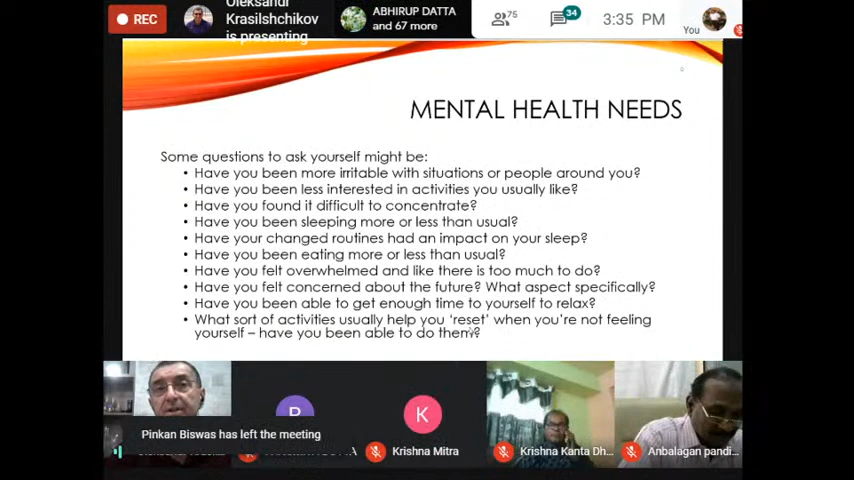 REC
Oleksandr
Krasilshchikov
is presenting
ABHIRUP DATTA
and 67 more
75
34
3:35 PM
You
MENTAL HEALTH NEEDS
Some questions to ask yourself might be:
• Have you been more irritable with situations or people around you?
• Have you been less interested in activities you usually like?
• Have you found it difficult to concentrate?
• Have you been sleeping more or less than usual?
• Have your changed routines had an impact on your sleep?
• Have you been eating more or less than usual?
• Have you felt overwhelmed and like there is too much to do?
• Have you felt concerned about the future? What aspect specifically?
• Have you been able to get enough time to yourself to relax?
• What sort of activities usually help you ‘reset’ when you’re not feeling
yourself – have you been able to do them?
K
Pinkan Biswas has left the meeting
Krishna Mitra
Krishna Kanta Dh...
Anbalagan pandi...